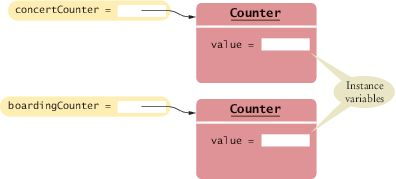 concertCounter =
Counter
value =
Instance
variables
boardingCounter =
Counter
value =